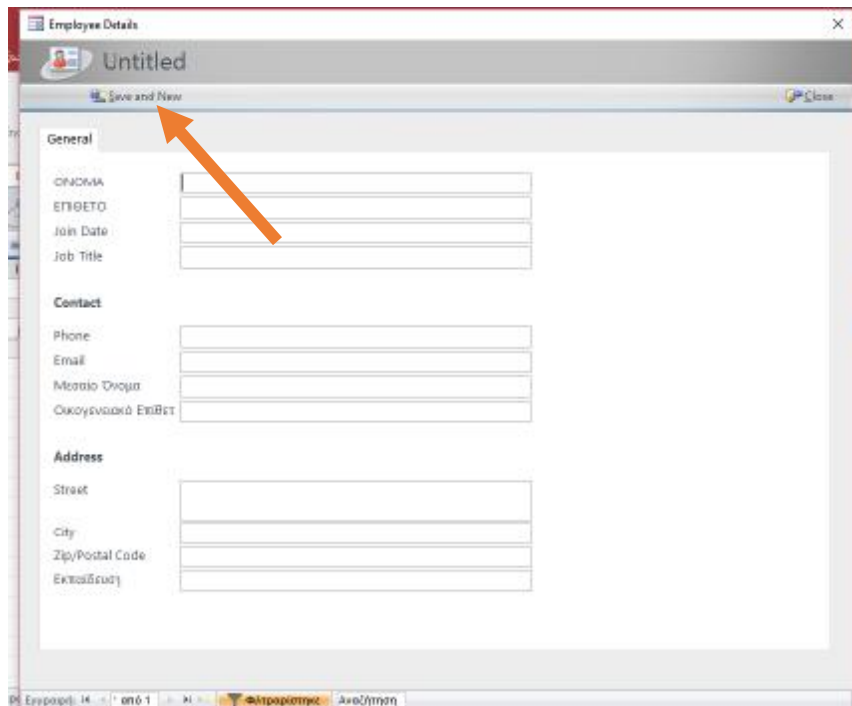 Employee Details
Untitled
Save and New
Close
General
ΟΝΟΜΑ
ΕΠΙΘΕΤΟ
Join Date
Job Title
Contact
Phone
Email
Μεσαίο Όνομα
Οικογενειακό Επίθετ
Address
Street
City
Zip/Postal Code
Εκπαίδευση
Εγγραφή: από 1 Φιλτραρίστηκε Αναζήτηση